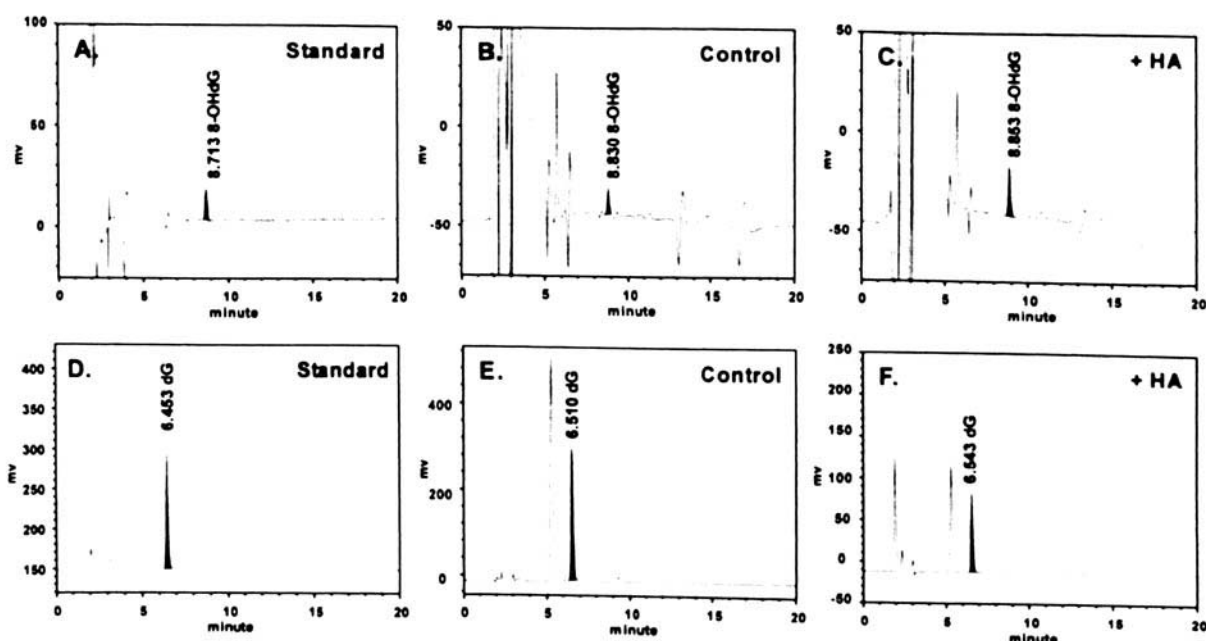 A. Standard
100
50
0
mv
8.713 8-OHdG
0 5 10 15 20
minute
B. Control
50
0
-50
mv
8.830 8-OHdG
0 5 10 15 20
minute
C. + HA
50
0
-50
mv
8.853 8-OHdG
0 5 10 15 20
minute
D. Standard
400
350
300
250
200
150
mv
6.453 dG
0 5 10 15 20
minute
E. Control
400
200
0
mv
6.510 dG
0 5 10 15 20
minute
F. + HA
250
200
150
100
50
0
-50
mv
6.543 dG
0 5 10 15 20
minute